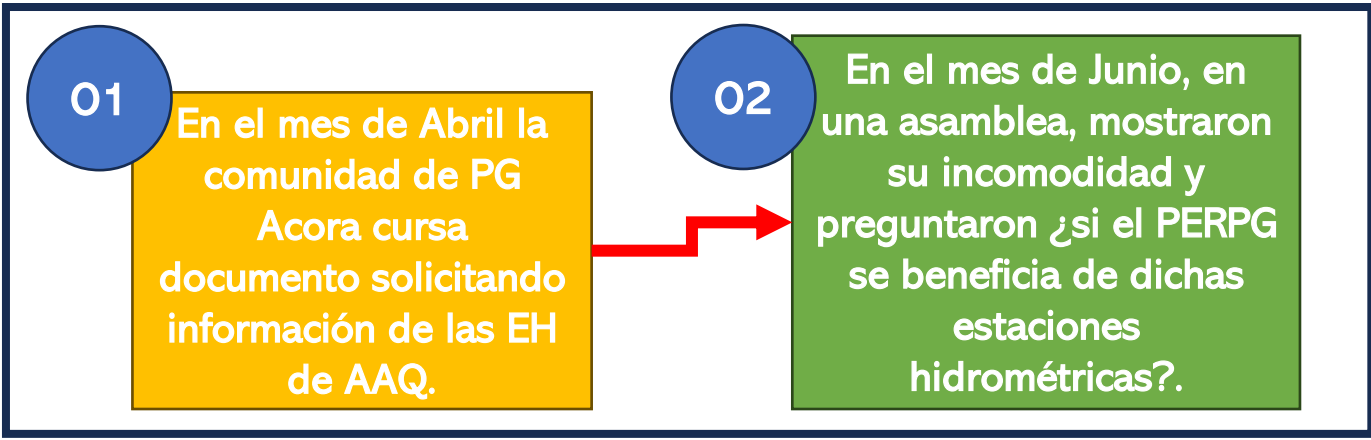 01
En el mes de Abril la
comunidad de PG
Acora cursa
documento solicitando
información de las EH
de AAQ.
02
En el mes de Junio, en
una asamblea, mostraron
su incomodidad y
preguntaron ¿si el PERPG
se beneficia de dichas
estaciones
hidrométricas?.